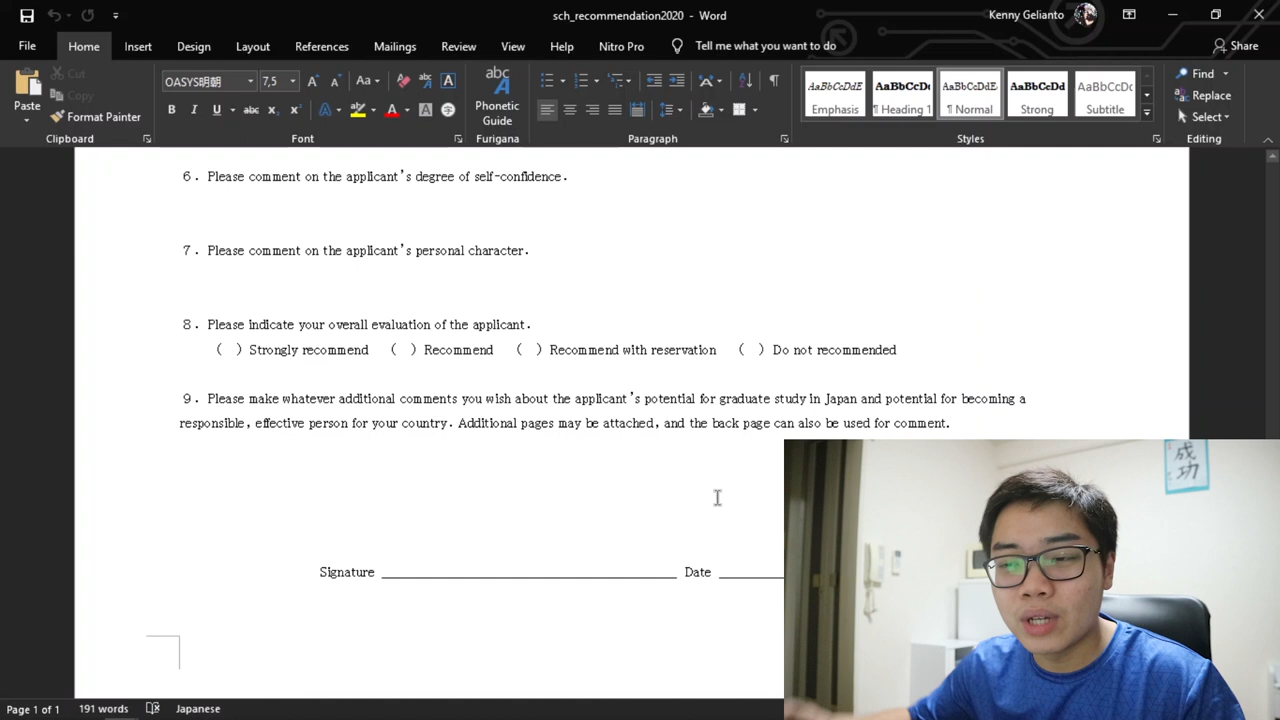 sch_recommendation2020 - Word
Kenny Gelianto
File Home Insert Design Layout References Mailings Review View Help Nitro Pro Tell me what you want to do Share
Paste
Cut
Copy
Format Painter
Clipboard
OASYS明朝 7,5
Font
abc
Phonetic Guide
Furigana
Paragraph
AaBbCcDdE Emphasis
AaBbCcDc ¶ Heading 1
AaBbCcDdE ¶ Normal
AaBbCcDd Strong
AaBbCcDc Subtitle
Styles
Find
Replace
Select
Editing
6. Please comment on the applicant's degree of self-confidence.
7. Please comment on the applicant's personal character.
8. Please indicate your overall evaluation of the applicant.
( ) Strongly recommend ( ) Recommend ( ) Recommend with reservation ( ) Do not recommended
9. Please make whatever additional comments you wish about the applicant's potential for graduate study in Japan and potential for becoming a
responsible, effective person for your country. Additional pages may be attached, and the back page can also be used for comment.
成功
Signature Date
Page 1 of 1 191 words Japanese